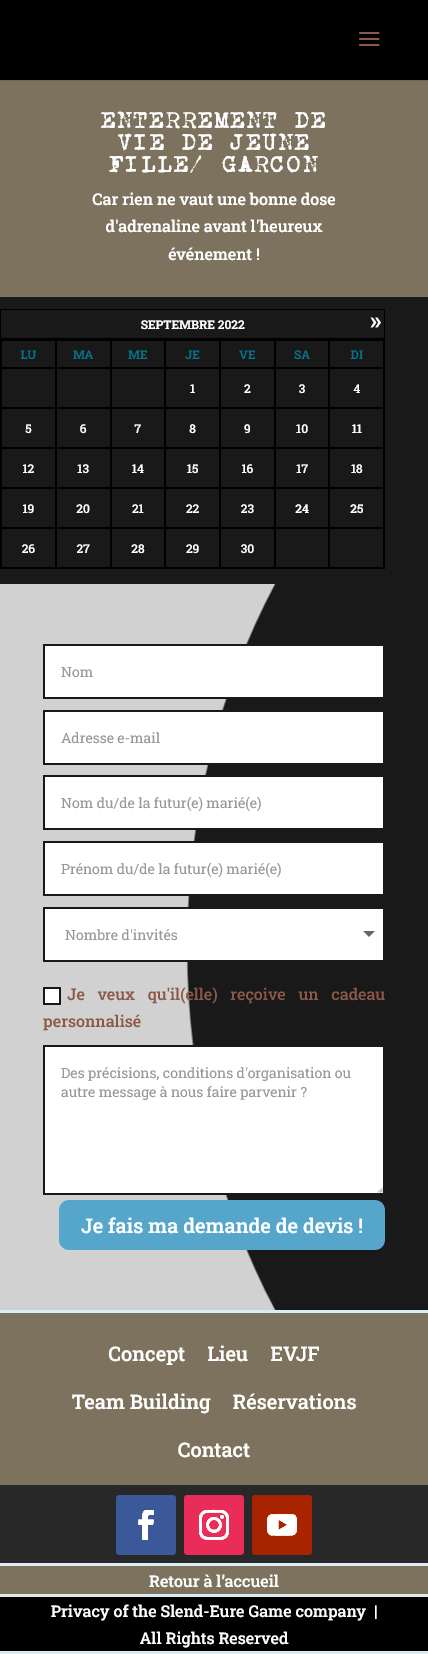 ENTERREMENT DE
VIE DE JEUNE
FILLE/ GARCON
Car rien ne vaut une bonne dose
d'adrenaline avant l'heureux
événement !
SEPTEMBRE 2022 »
LU MA ME JE VE SA DI
1 2 3 4
5 6 7 8 9 10 11
12 13 14 15 16 17 18
19 20 21 22 23 24 25
26 27 28 29 30
Nom
Adresse e-mail
Nom du/de la futur(e) marié(e)
Prénom du/de la futur(e) marié(e)
Nombre d'invités
Je veux qu'il(elle) reçoive un cadeau
personnalisé
Des précisions, conditions d'organisation ou
autre message à nous faire parvenir ?
Je fais ma demande de devis !
Concept Lieu EVJF
Team Building Réservations
Contact
Retour à l'accueil
Privacy of the Slend-Eure Game company |
All Rights Reserved